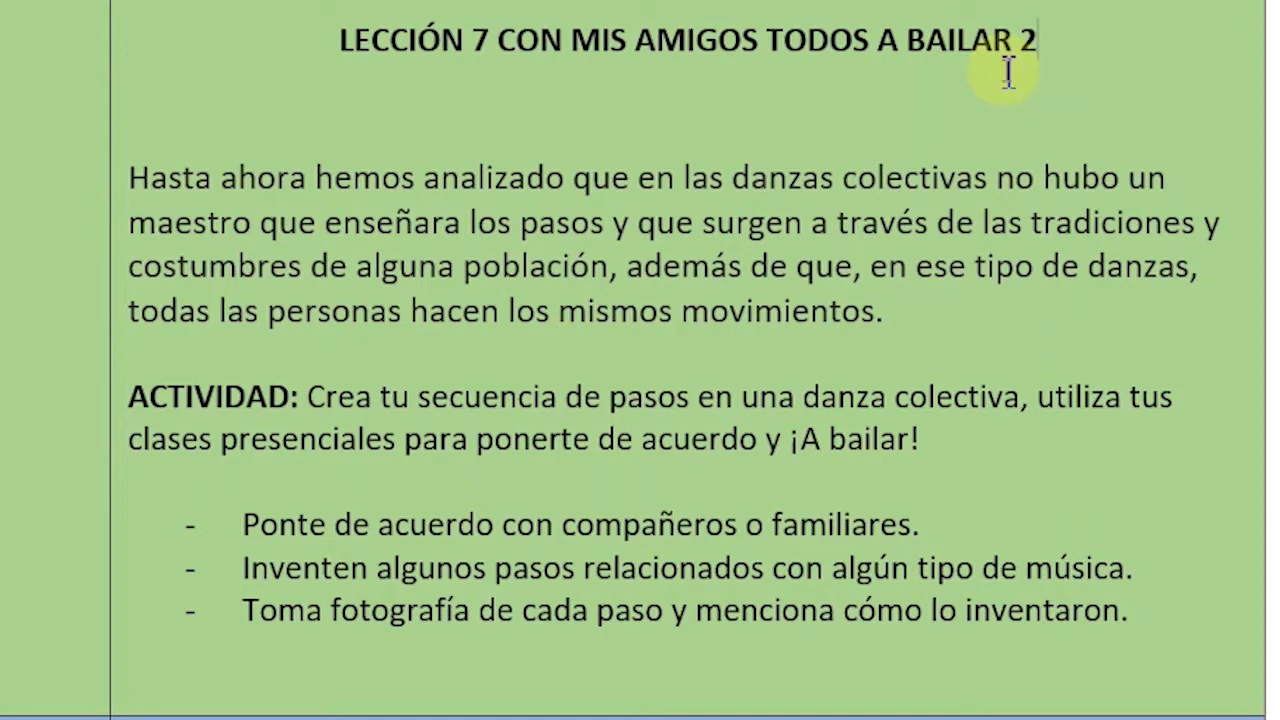 LECCIÓN 7 CON MIS AMIGOS TODOS A BAILAR 2
Hasta ahora hemos analizado que en las danzas colectivas no hubo un
maestro que enseñara los pasos y que surgen a través de las tradiciones y
costumbres de alguna población, además de que, en ese tipo de danzas,
todas las personas hacen los mismos movimientos.
ACTIVIDAD: Crea tu secuencia de pasos en una danza colectiva, utiliza tus
clases presenciales para ponerte de acuerdo y ¡A bailar!
- Ponte de acuerdo con compañeros o familiares.
- Inventen algunos pasos relacionados con algún tipo de música.
- Toma fotografía de cada paso y menciona cómo lo inventaron.